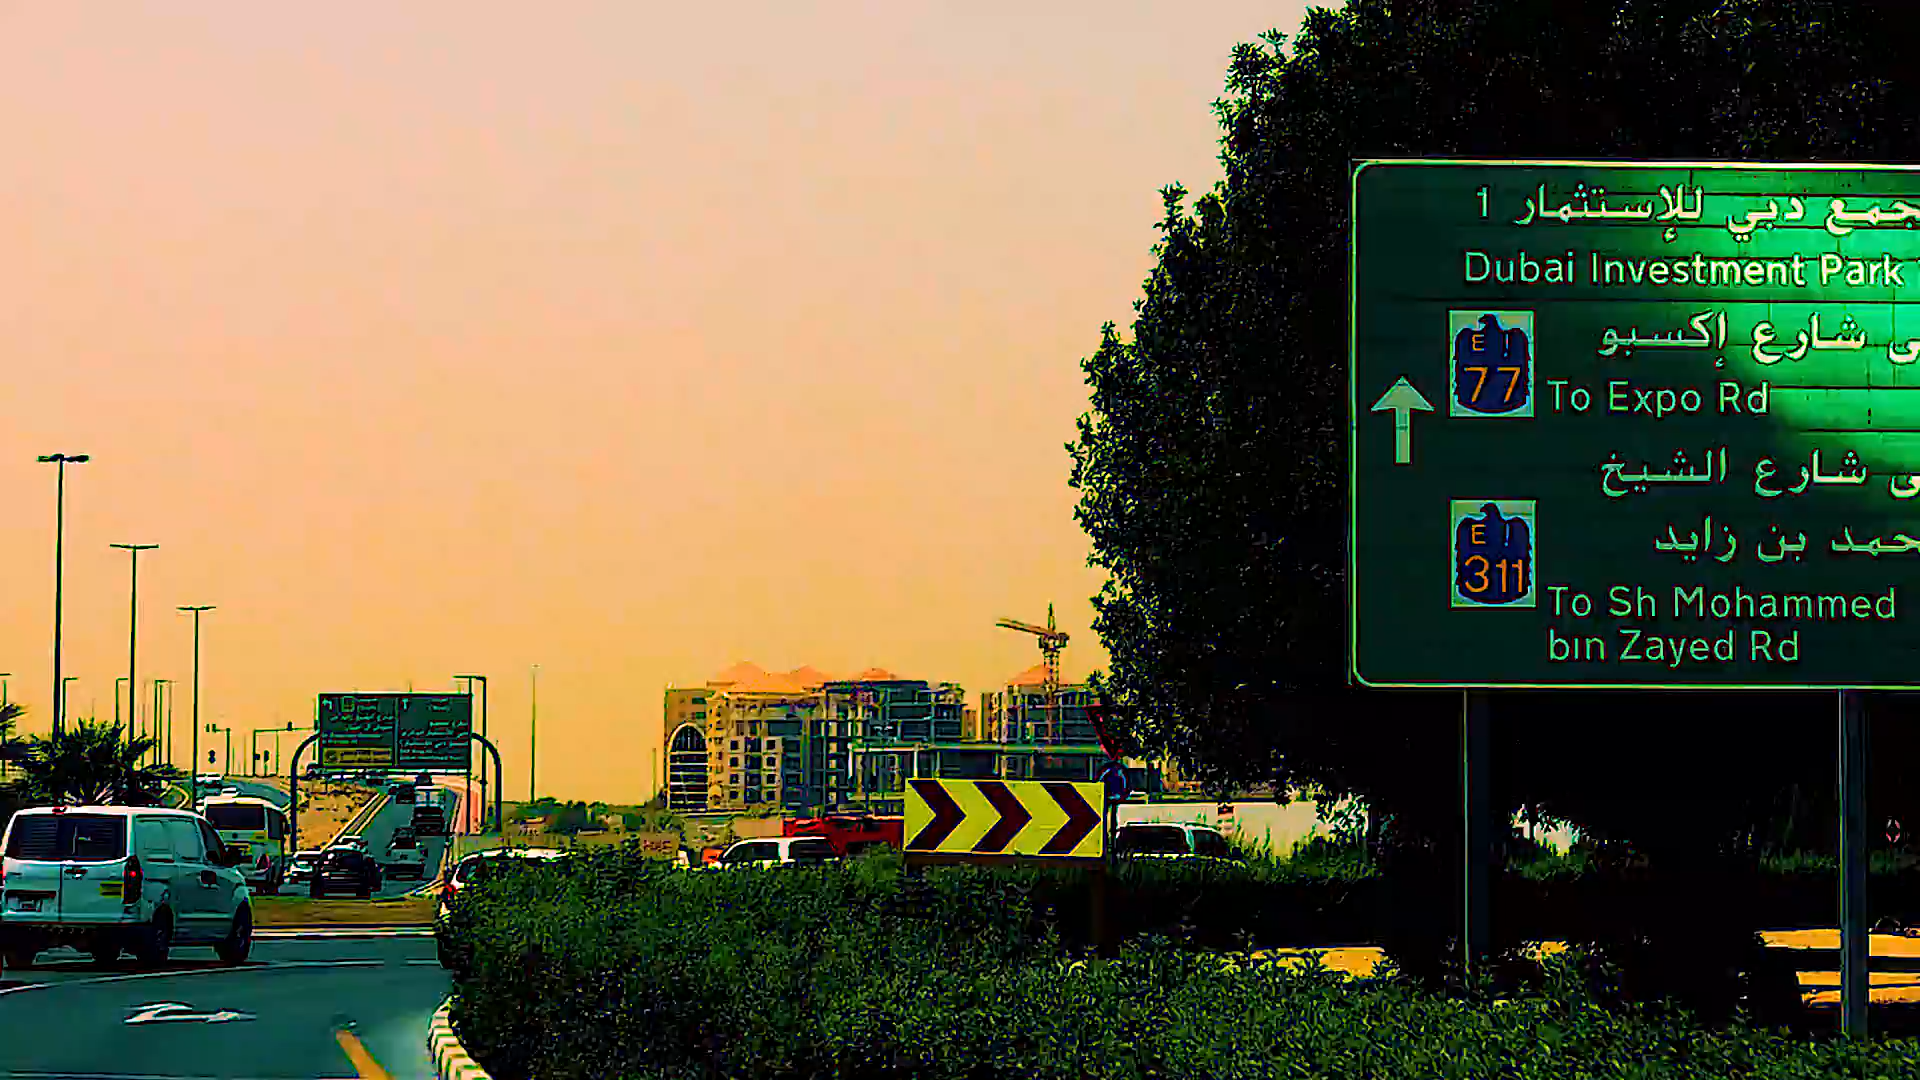 جمع دبي للإستثمار 1
Dubai Investment Park
ى شارع إكسبو
E 77
To Expo Rd
ى شارع الشيخ
حمد بن زايد
E 311
To Sh Mohammed
bin Zayed Rd